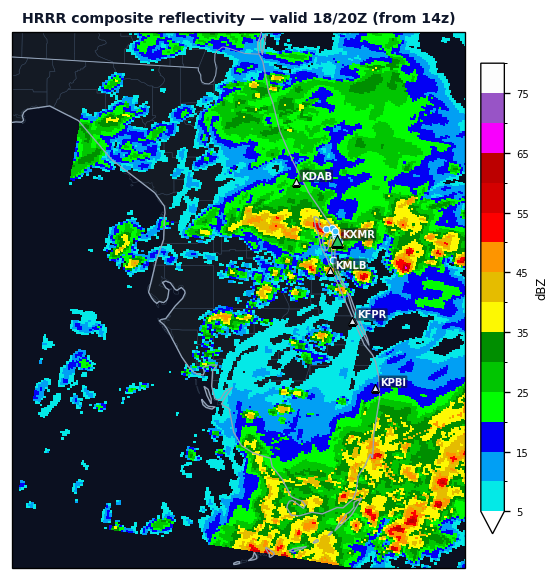 HRRR composite reflectivity — valid 18/20Z (from 14z)
KDAB
KXMR
KMLB
KFPR
KPBI
75
65
55
45
35
25
15
5
dBZ